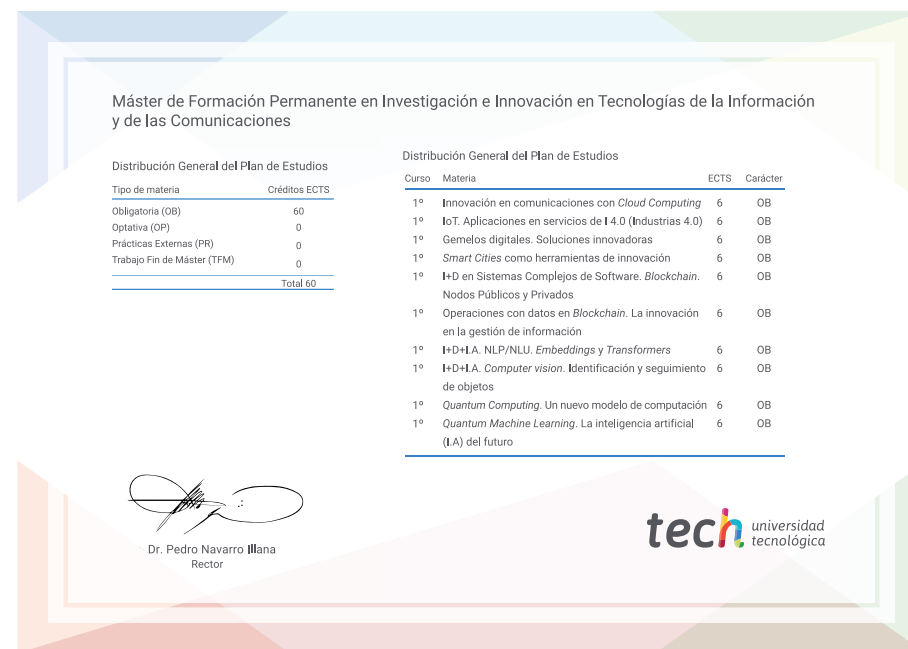 Máster de Formación Permanente en Investigación e Innovación en Tecnologías de la Información
y de las Comunicaciones
Distribución General del Plan de Estudios
Tipo de materia Créditos ECTS
Obligatoria (OB) 60
Optativa (OP) 0
Prácticas Externas (PR) 0
Trabajo Fin de Máster (TFM) 0
Total 60
Distribución General del Plan de Estudios
Curso Materia ECTS Carácter
1º Innovación en comunicaciones con Cloud Computing 6 OB
1º IoT. Aplicaciones en servicios de I 4.0 (Industrias 4.0) 6 OB
1º Gemelos digitales. Soluciones innovadoras 6 OB
1º Smart Cities como herramientas de innovación 6 OB
1º I+D en Sistemas Complejos de Software. Blockchain. 6 OB
Nodos Públicos y Privados
1º Operaciones con datos en Blockchain. La innovación 6 OB
en la gestión de información
1º I+D+I.A. NLP/NLU. Embeddings y Transformers 6 OB
1º I+D+I.A. Computer vision. Identificación y seguimiento 6 OB
de objetos
1º Quantum Computing. Un nuevo modelo de computación 6 OB
1º Quantum Machine Learning. La inteligencia artificial 6 OB
(I.A) del futuro
Dr. Pedro Navarro Illana
Rector
tech universidad
tecnológica